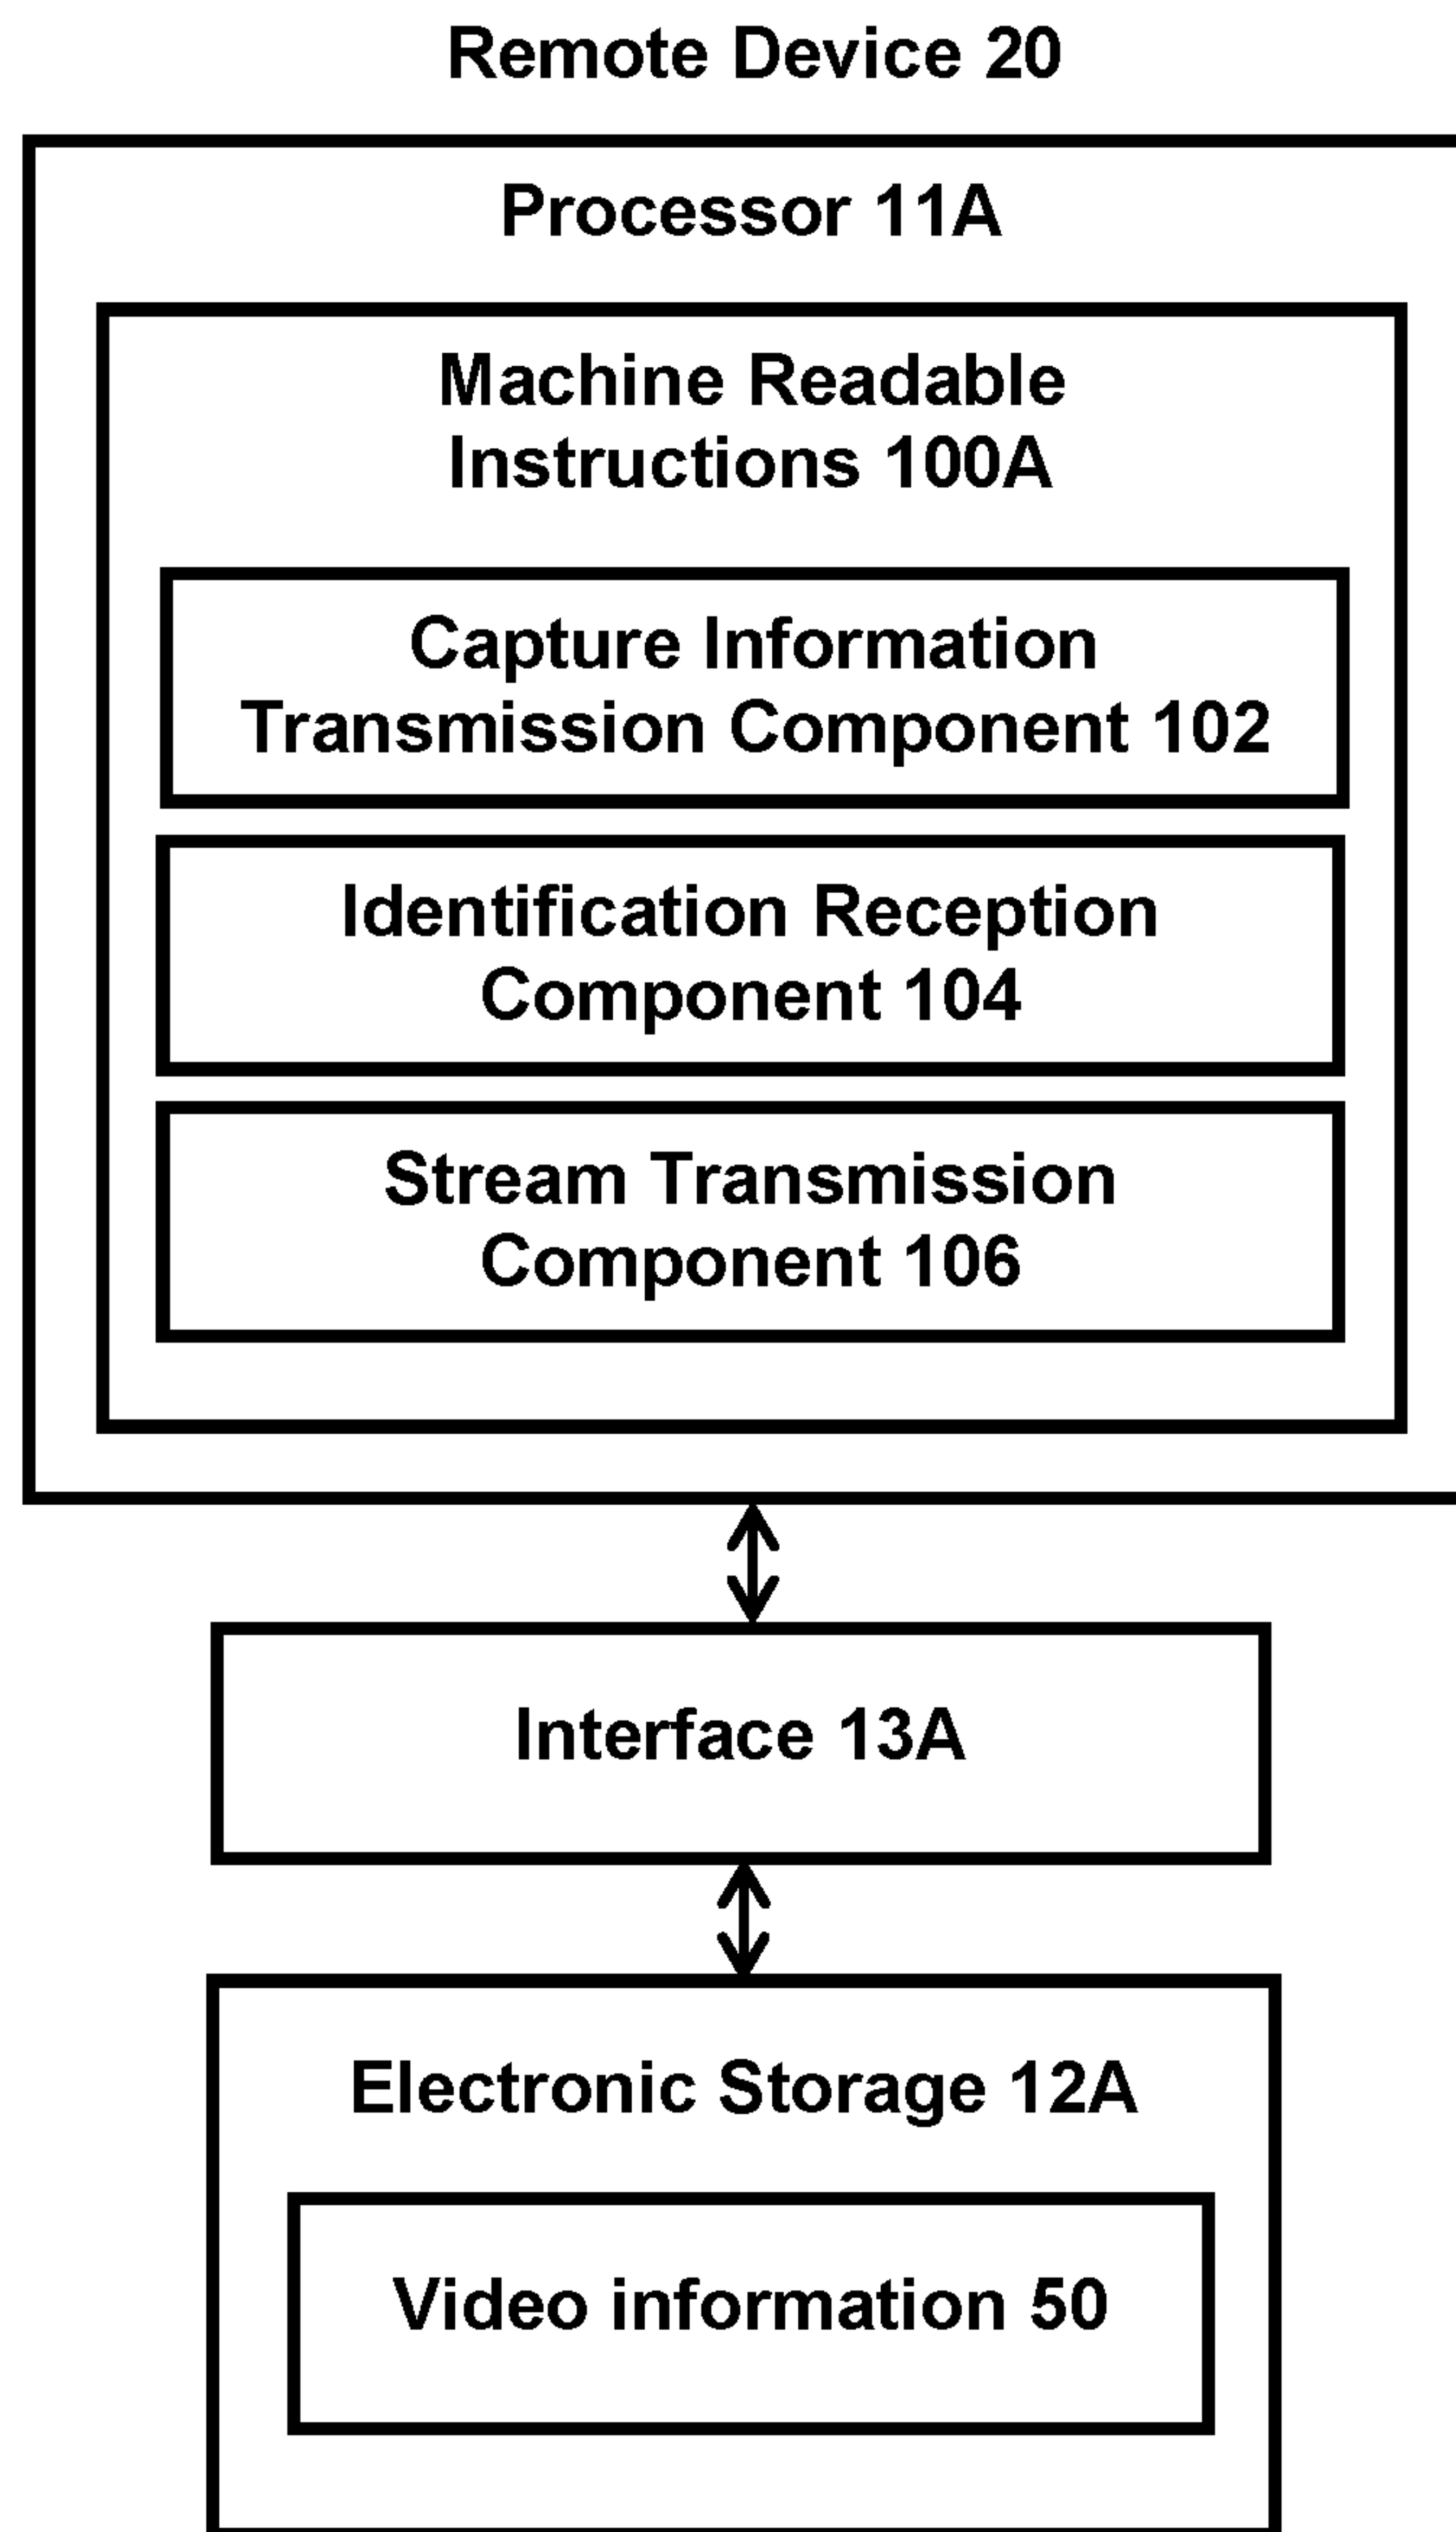 Remote Device 20
Processor 11A
Machine Readable
Instructions 100A
Capture Information
Transmission Component 102
Identification Reception
Component 104
Stream Transmission
Component 106
Interface 13A
Electronic Storage 12A
Video information 50